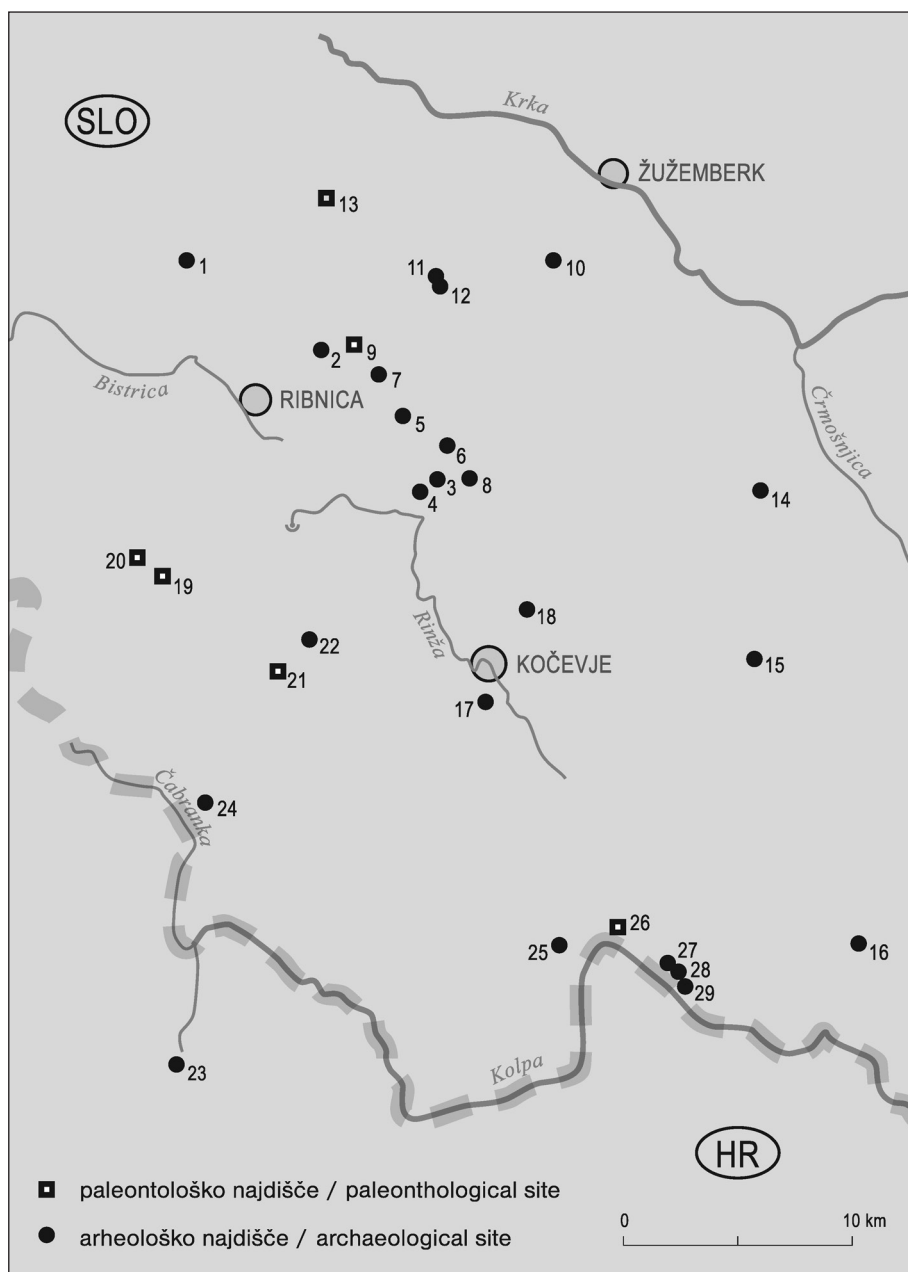 Krka
SLO
ŽUŽEMBERK
13
1
11
10
12
2
9
7
Bistrica
RIBNICA
5
Črmošnjica
6
3
8
4
14
20
19
18
Rinža
22
15
KOČEVJE
21
17
Čabranka
24
26
25
27
16
28
29
23
Kolpa
HR
paleontološko najdišče / paleonthological site
0 10 km
arheološko najdišče / archaeological site